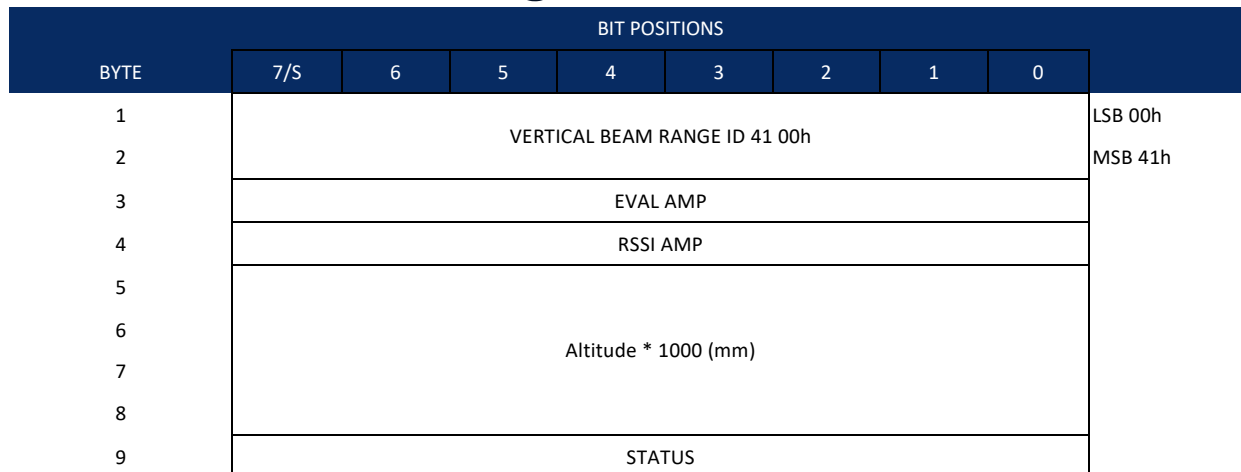 BIT POSITIONS
BYTE 7/S 6 5 4 3 2 1 0
1 LSB 00h
VERTICAL BEAM RANGE ID 41 00h
2 MSB 41h
3 EVAL AMP
4 RSSI AMP
5
6
Altitude * 1000 (mm)
7
8
9 STATUS